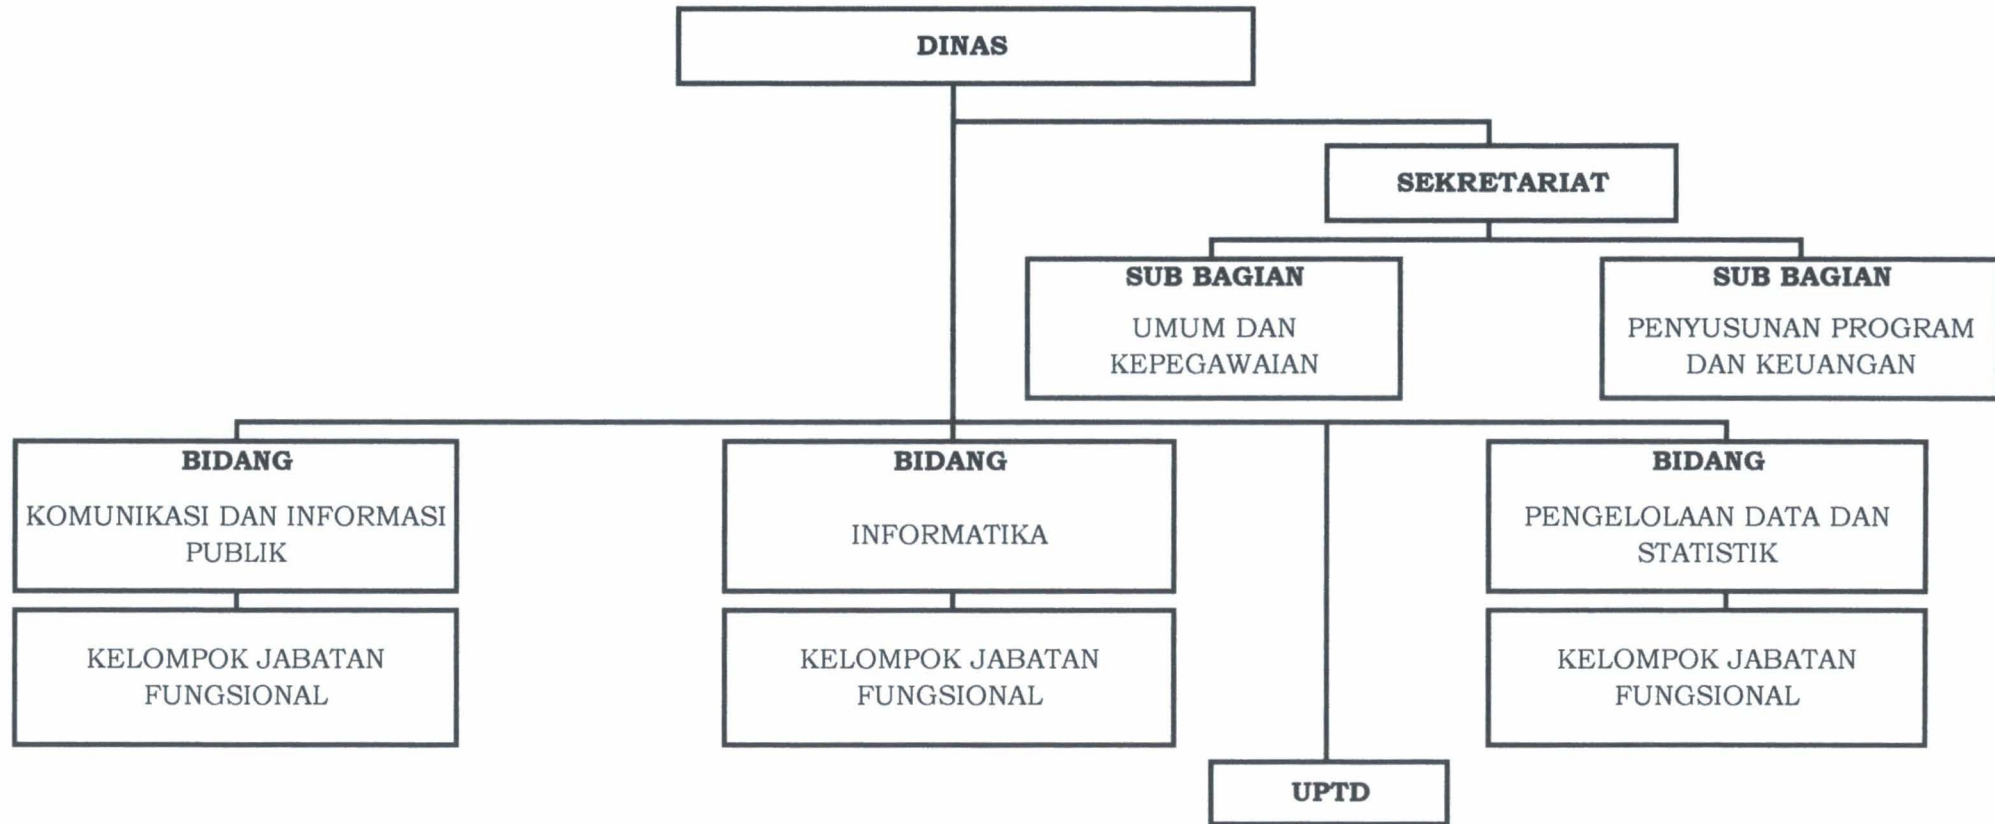 DINAS
SEKRETARIAT
SUB BAGIAN
UMUM DAN
KEPEGAWAIAN
SUB BAGIAN
PENYUSUNAN PROGRAM
DAN KEUANGAN
BIDANG
KOMUNIKASI DAN INFORMASI
PUBLIK
BIDANG
INFORMATIKA
BIDANG
PENGELOLAAN DATA DAN
STATISTIK
KELOMPOK JABATAN
FUNGSIONAL
KELOMPOK JABATAN
FUNGSIONAL
KELOMPOK JABATAN
FUNGSIONAL
UPTD